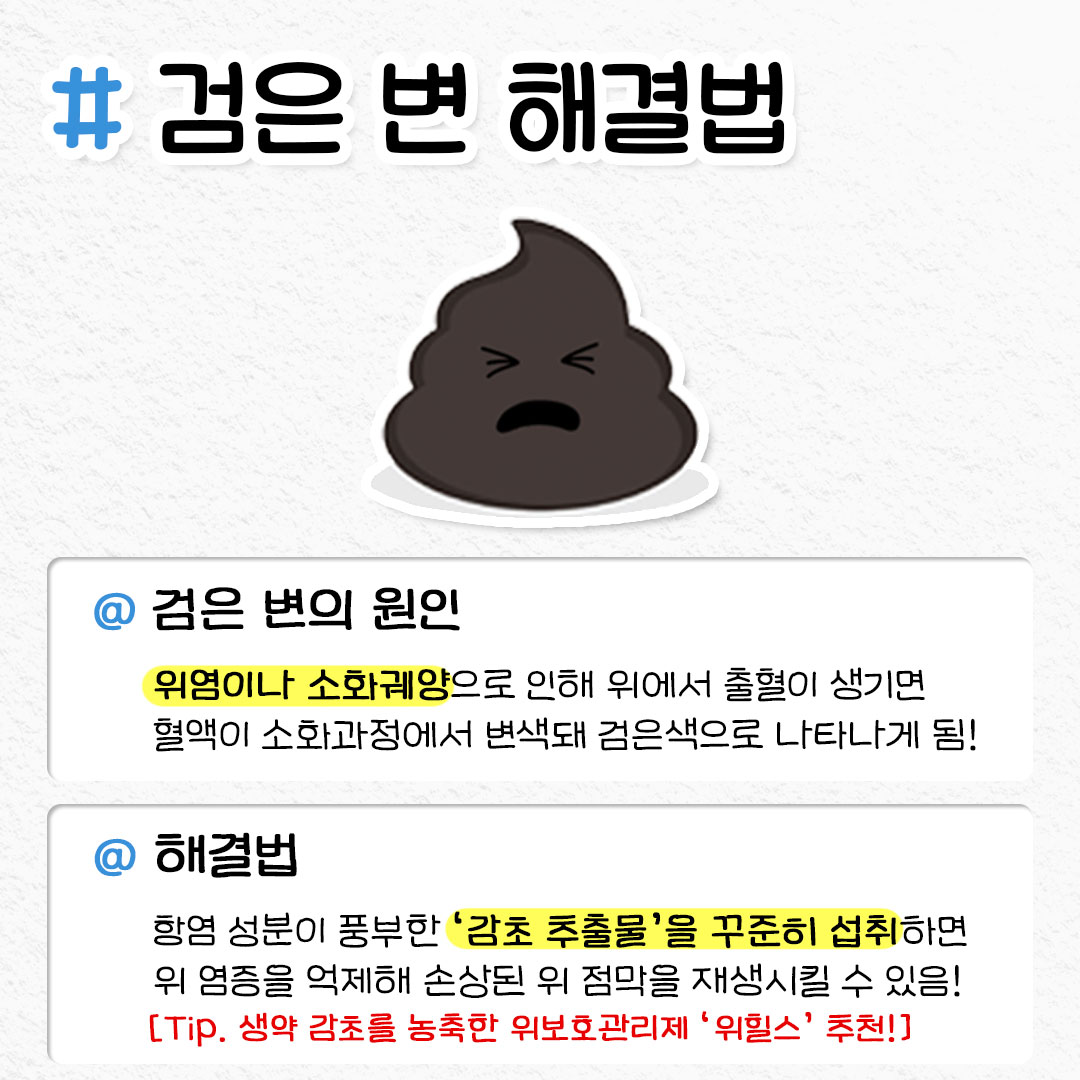 # 검은 변 해결법
@ 검은 변의 원인
위염이나 소화궤양으로 인해 위에서 출혈이 생기면
혈액이 소화과정에서 변색돼 검은색으로 나타나게 됨!
@ 해결법
항염 성분이 풍부한 ‘감초 추출물’을 꾸준히 섭취하면
위 염증을 억제해 손상된 위 점막을 재생시킬 수 있음!
[Tip. 생약 감초를 농축한 위보호관리제 ‘위힐스’ 추천!]